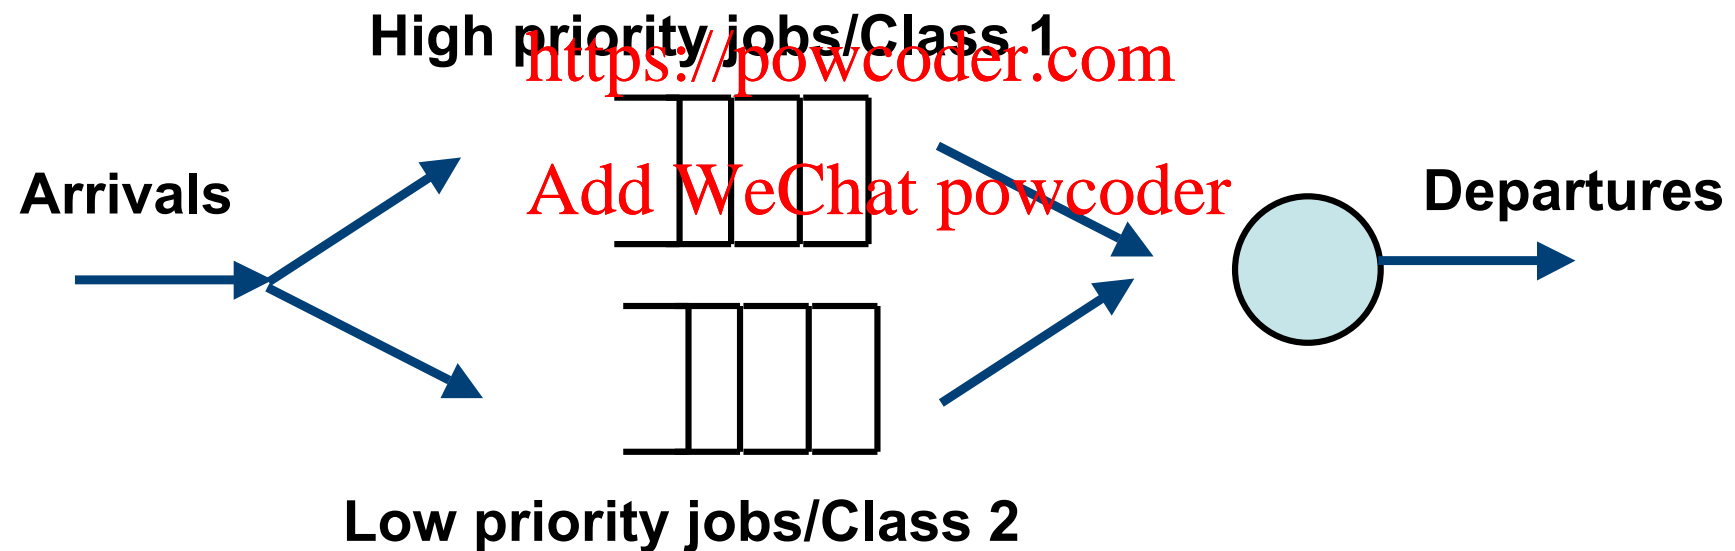 High priority jobs/Class 1
https://powcoder.com
Arrivals
Add WeChat powcoder
Departures
Low priority jobs/Class 2